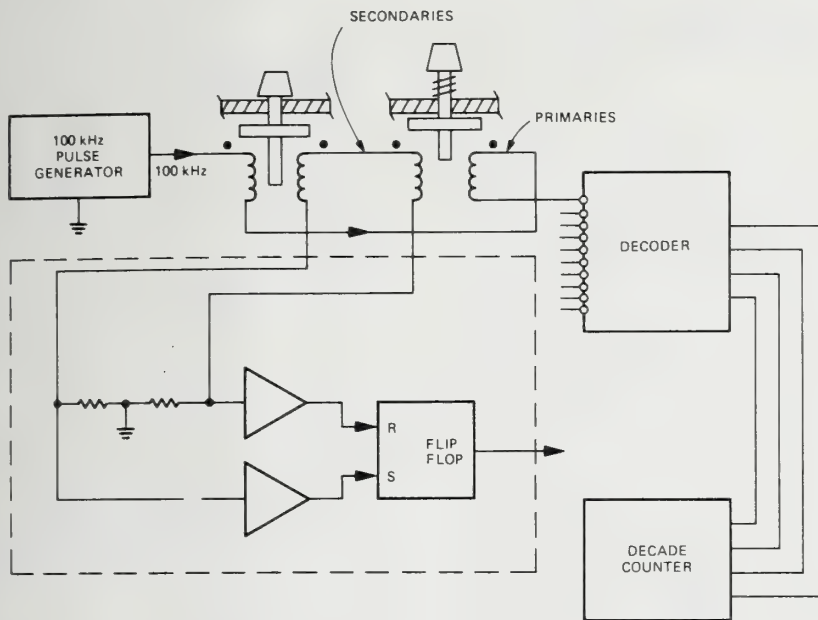 SECONDARIES
PRIMARIES
100 kHz
PULSE
GENERATOR
100 kHz
DECODER
R
FLIP
FLOP
S
DECADE
COUNTER